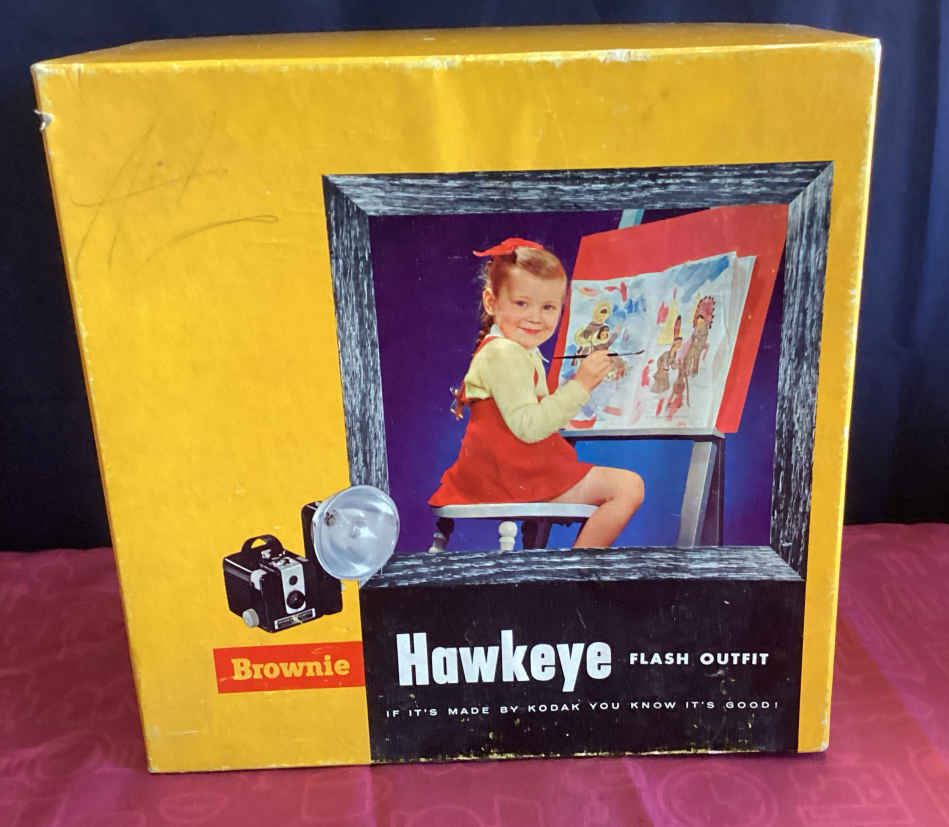 Brownie
Hawkeye FLASH OUTFIT
IF IT'S MADE BY KODAK YOU KNOW IT'S GOOD!